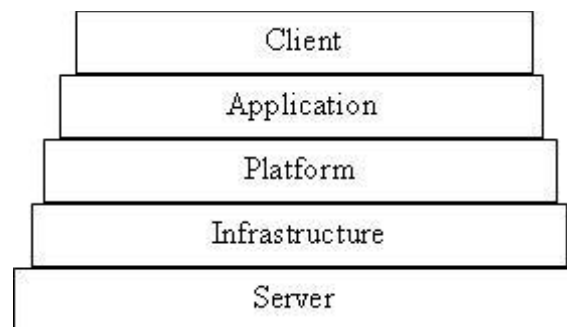 Client
Application
Platform
Infrastructure
Server